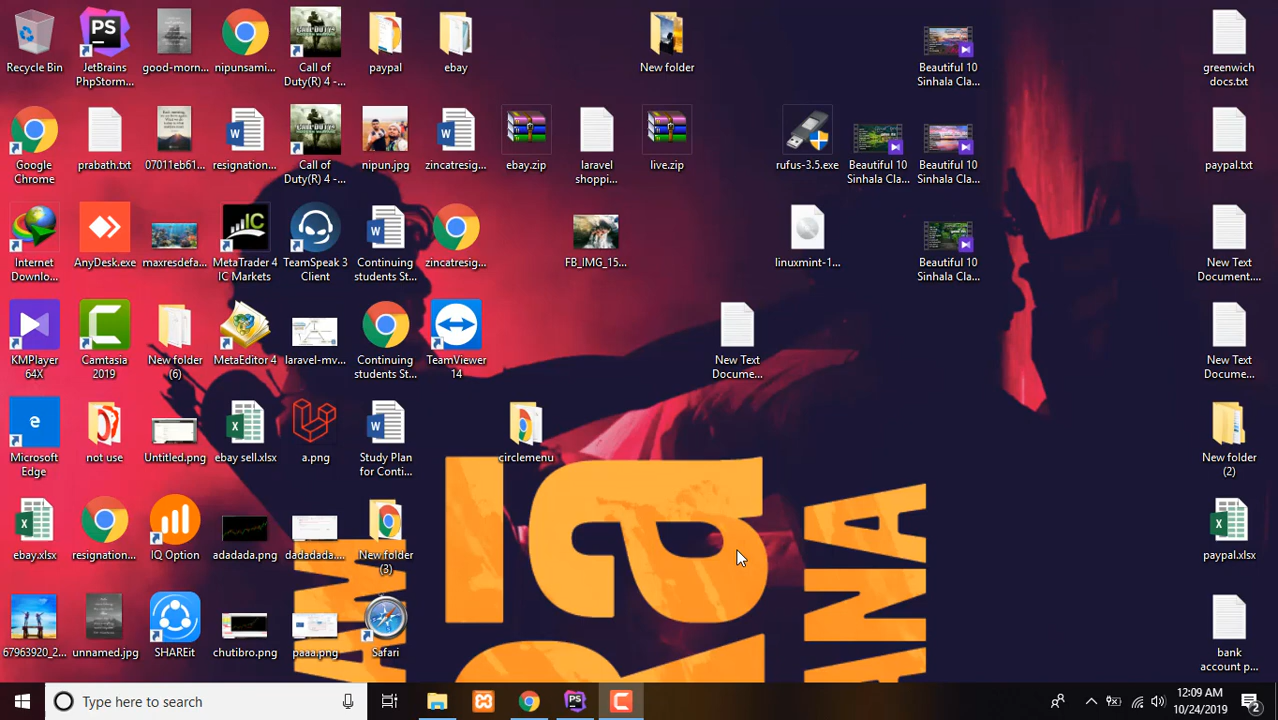 Recycle Bin
JetBrains
PhpStorm...
good-morn...
nipunsami...
Call of
Duty(R) 4 -...
paypal
ebay
New folder
Beautiful 10
Sinhala Cla...
greenwich
docs.txt
Google
Chrome
prabath.txt
07011eb61...
resignation...
Call of
Duty(R) 4 -...
nipun.jpg
zincatresig...
ebay.zip
laravel
shoppi...
live.zip
rufus-3.5.exe
Beautiful 10
Sinhala Cla...
Beautiful 10
Sinhala Cla...
paypal.txt
Internet
Downlo...
AnyDesk.exe
maxresdefa...
MetaTrader 4
IC Markets
TeamSpeak 3
Client
Continuing
students St...
zincatresig...
FB_IMG_15...
linuxmint-1...
Beautiful 10
Sinhala Cla...
New Text
Document....
KMPlayer
64X
Camtasia
2019
New folder
(6)
MetaEditor 4
laravel-mv...
Continuing
students St...
TeamViewer
14
New Text
Docume...
New Text
Docume...
Microsoft
Edge
not use
Untitled.png
ebay sell.xlsx
a.png
Study Plan
for Conti...
circlemenu
New folder
(2)
ebay.xlsx
resignation...
IQ Option
adadada.png
dadadada....
New folder
(3)
paypal.xlsx
67963920_2...
unnamed.jpg
SHAREit
chutibro.png
paaa.png
Safari
bank
account p...
Type here to search
2:09 AM
10/24/2019
2